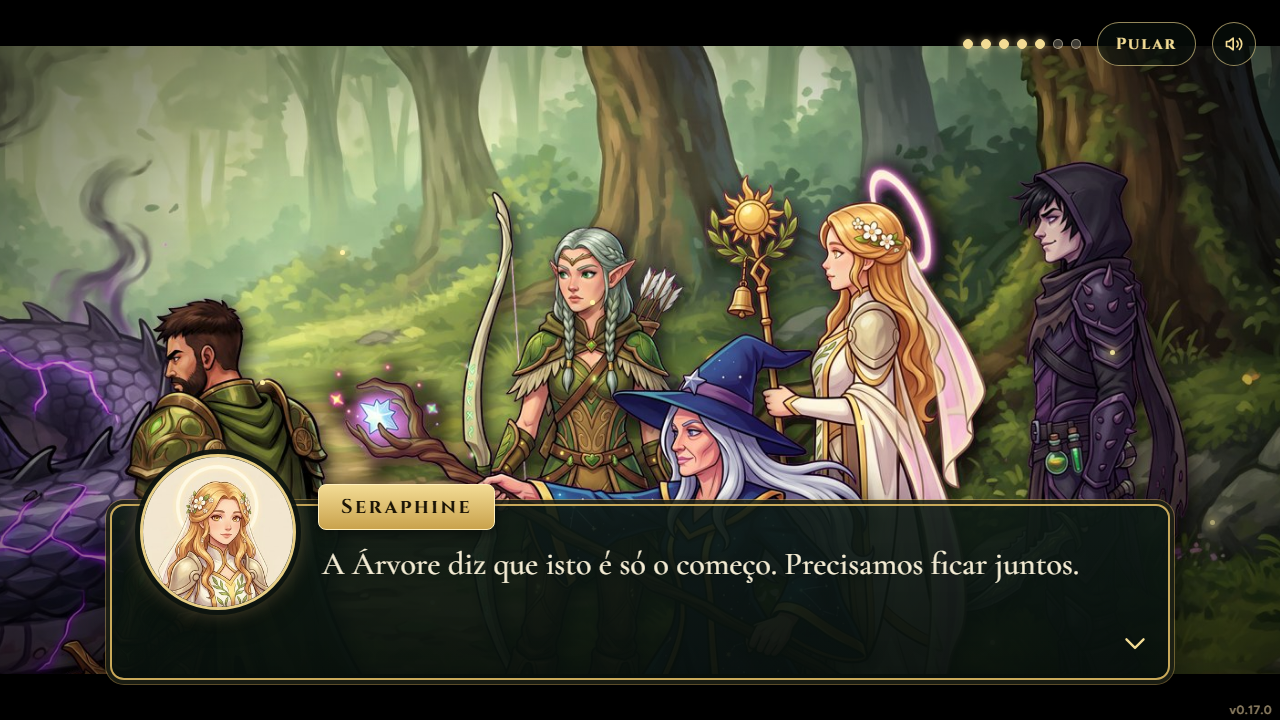 Pular
Seraphine
A Árvore diz que isto é só o começo. Precisamos ficar juntos.
v0.17.0